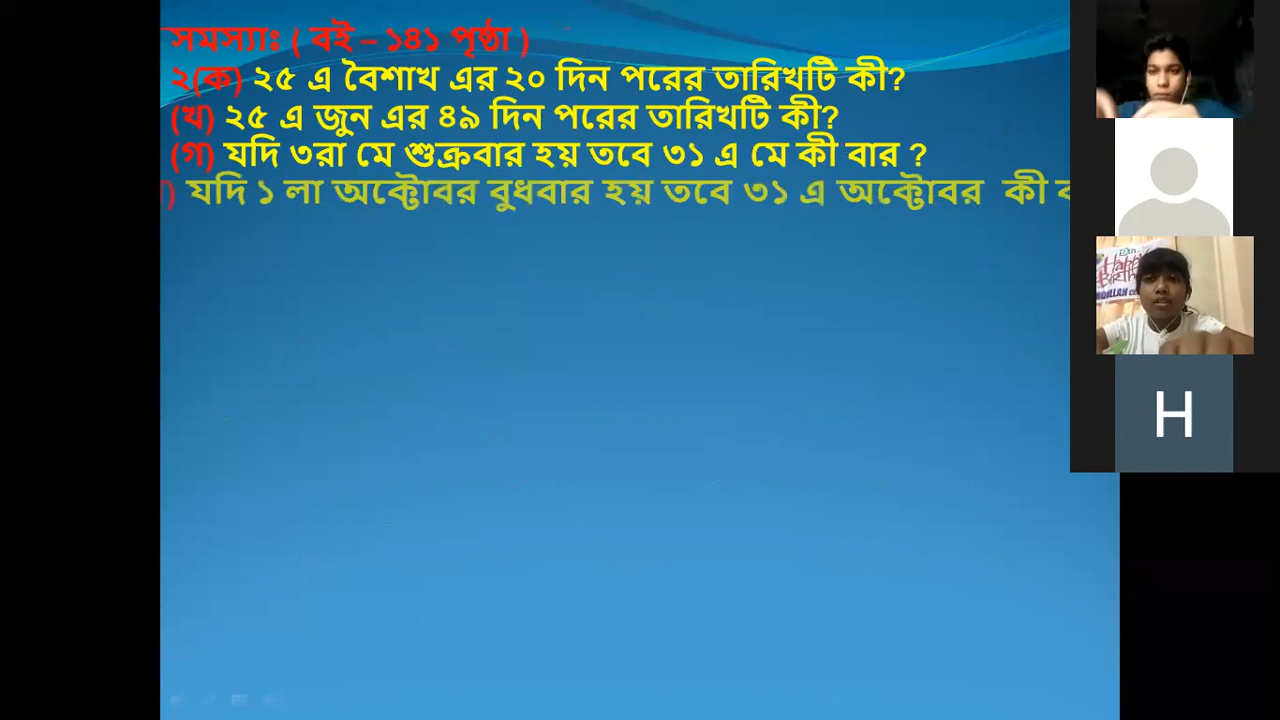 সমস্যাঃ ( বই – ১৪১ পৃষ্ঠা )
২(ক) ২৫ এ বৈশাখ এর ২০ দিন পরের তারিখটি কী?
(খ) ২৫ এ জুন এর ৪৯ দিন পরের তারিখটি কী?
(গ) যদি ৩রা মে শুক্রবার হয় তবে ৩১ এ মে কী বার ?
যদি ১ লা অক্টোবর বুধবার হয় তবে ৩১ এ অক্টোবর কী
Happy
H